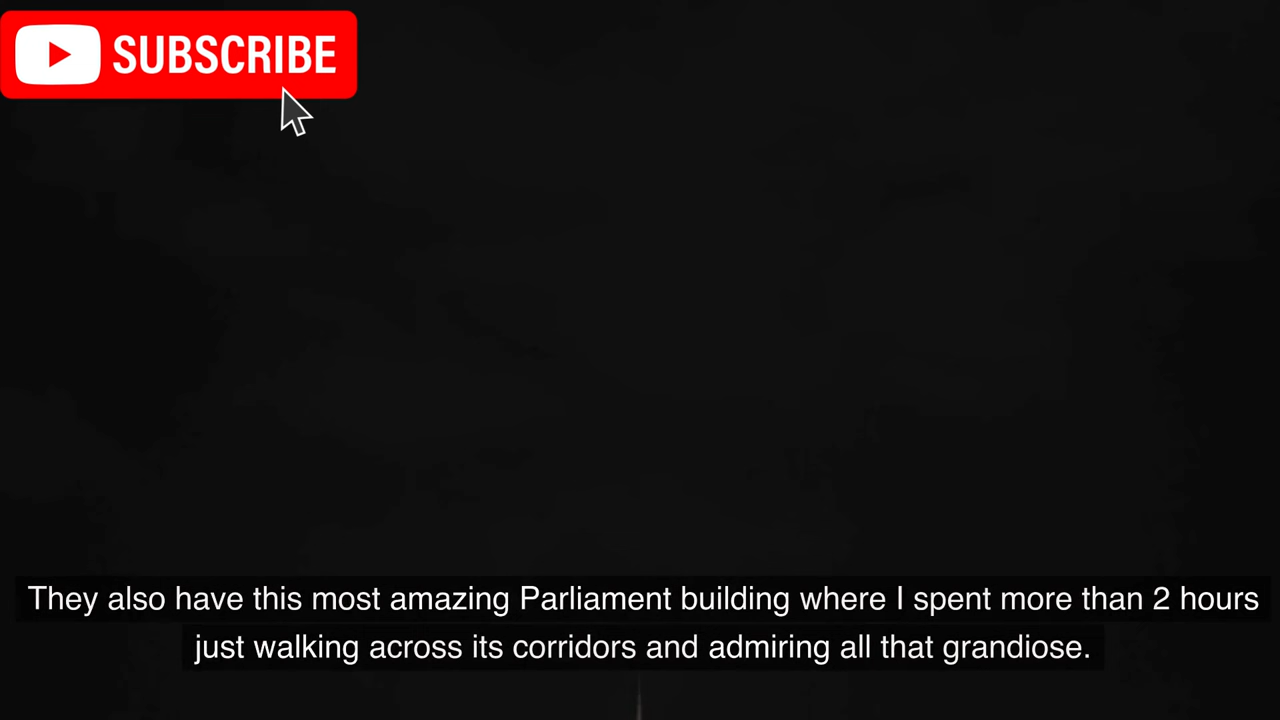 SUBSCRIBE
They also have this most amazing Parliament building where I spent more than 2 hours
just walking across its corridors and admiring all that grandiose.